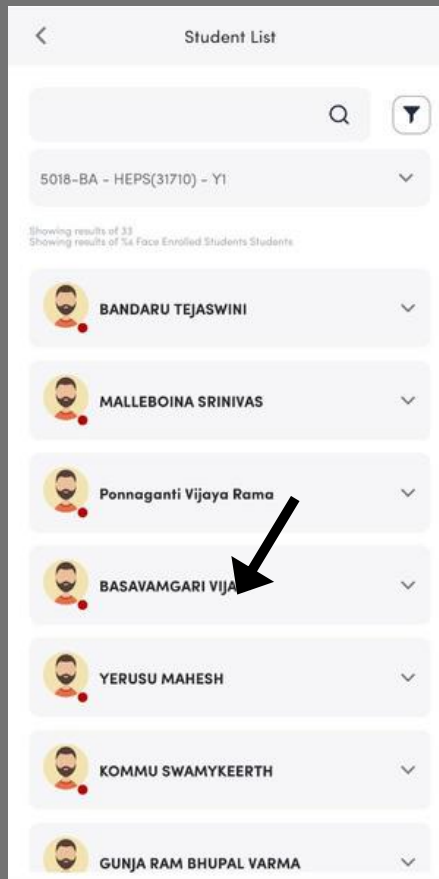 Student List
5018-BA - HEPS(31710) - Y1
Showing results of 33
Showing results of %s Face Enrolled Students Students
BANDARU TEJASWINI
MALLEBOINA SRINIVAS
Ponnaganti Vijaya Rama
BASAVAMGARI
YERUSU MAHESH
KOMMU SWAMYKEERTH
GUNJA RAM BHUPAL VARMA